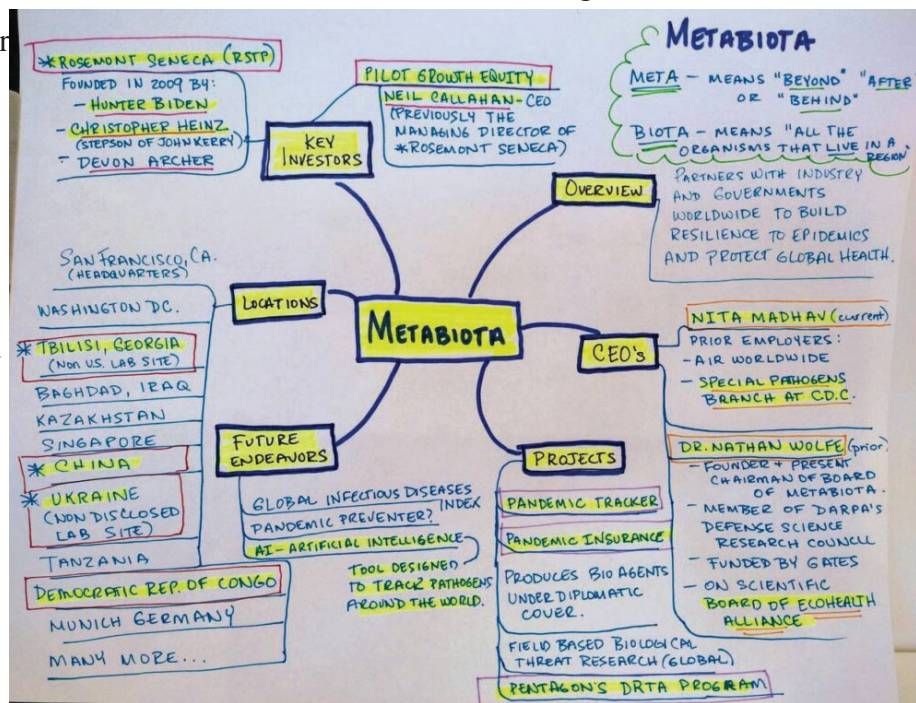 METABIOTA
META – MEANS "BEYOND" "AFTER
OR "BEHIND"
BIOTA – MEANS "ALL THE
ORGANISMS THAT LIVE IN A
REGION"
* ROSEMONT SENECA (RSTP)
FOUNDED IN 2009 BY:
- HUNTER BIDEN
- CHRISTOPHER HEINZ
(STEPSON OF JOHN KERRY)
- DEVON ARCHER
KEY
INVESTORS
PILOT GROWTH EQUITY
NEIL CALLAHAN - CEO
(PREVIOUSLY THE
MANAGING DIRECTOR OF
*ROSEMONT SENECA)
OVERVIEW
PARTNERS WITH INDUSTRY
AND GOVERNMENTS
WORLDWIDE TO BUILD
RESILIENCE TO EPIDEMICS
AND PROTECT GLOBAL HEALTH.
METABIOTA
LOCATIONS
SAN FRANCISCO, CA.
(HEADQUARTERS)
WASHINGTON DC.
* TBILISI, GEORGIA
(NON U.S. LAB SITE)
BAGHDAD, IRAQ
KAZAKHSTAN
SINGAPORE
* CHINA
* UKRAINE
(NON DISCLOSED
LAB SITE)
TANZANIA
DEMOCRATIC REP. OF CONGO
MUNICH GERMANY
MANY MORE...
CEO's
NITA MADHAV (current)
PRIOR EMPLOYERS:
- AIR WORLDWIDE
- SPECIAL PATHOGENS
BRANCH AT C.D.C.
DR. NATHAN WOLFE (prior)
- FOUNDER + PRESENT
CHAIRMAN OF BOARD
OF METABIOTA.
- MEMBER OF DARPA'S
DEFENSE SCIENCE
RESEARCH COUNCIL
- FUNDED BY GATES
- ON SCIENTIFIC
BOARD OF ECOHEALTH
ALLIANCE
FUTURE
ENDEAVORS
GLOBAL INFECTIOUS DISEASES
INDEX
PANDEMIC PREVENTER?
AI - ARTIFICIAL INTELLIGENCE
TOOL DESIGNED
TO TRACK PATHOGENS
AROUND THE WORLD.
PROJECTS
PANDEMIC TRACKER
PANDEMIC INSURANCE
PRODUCES BIO AGENTS
UNDER DIPLOMATIC
COVER.
FIELD BASED BIOLOGICAL
THREAT RESEARCH (GLOBAL)
PENTAGON'S DRTA PROGRAM